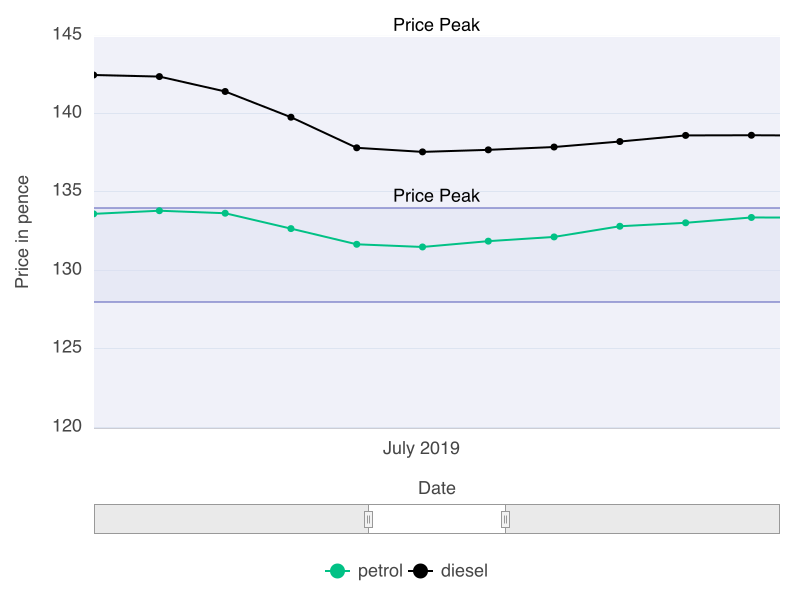 Price Peak
145
140
135
Price Peak
130
125
120
Price in pence
July 2019
Date
petrol diesel